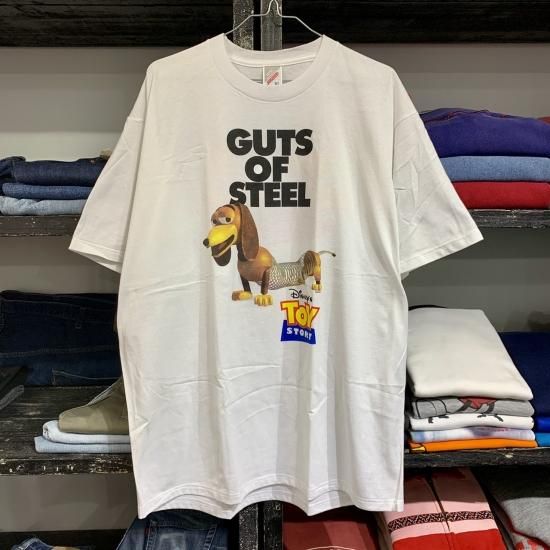 GUTS
OF
STEEL
Disney's
TOY
STORY